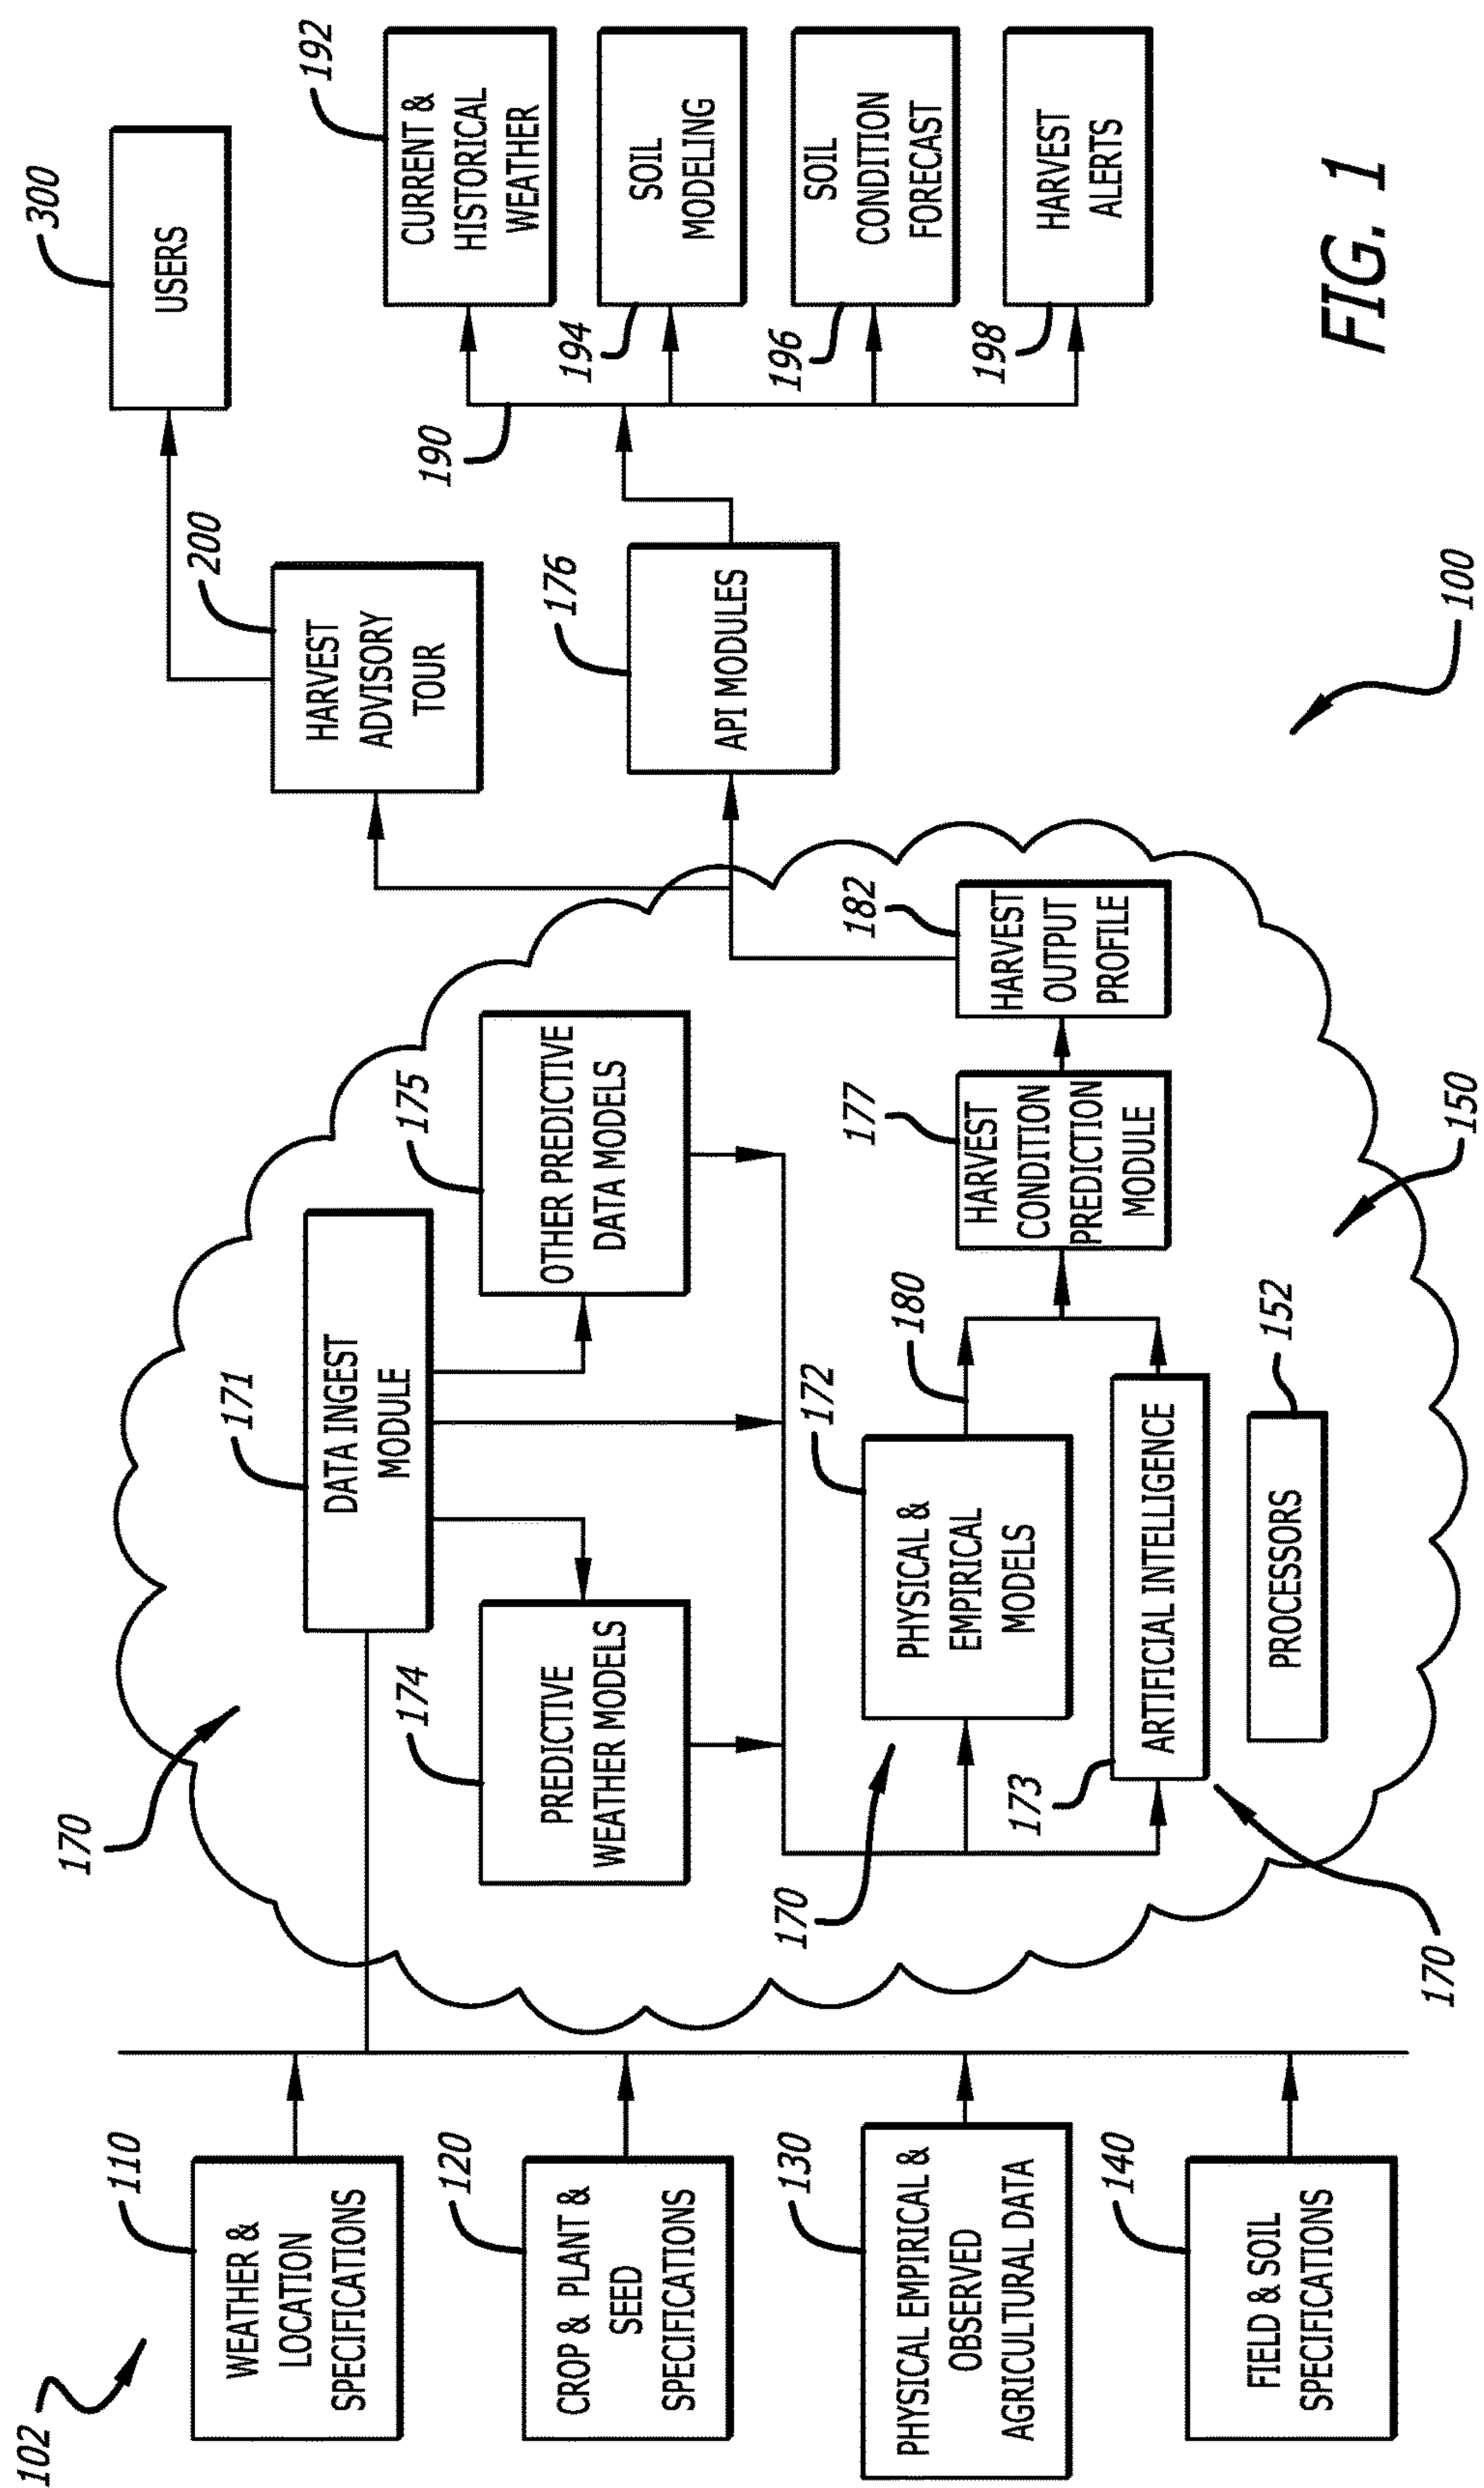 102
110
WEATHER &
LOCATION
SPECIFICATIONS
120
CROP & PLANT &
SEED
SPECIFICATIONS
130
PHYSICAL EMPIRICAL &
OBSERVED
AGRICULTURAL DATA
140
FIELD & SOIL
SPECIFICATIONS
170
171
DATA INGEST
MODULE
174
PREDICTIVE
WEATHER MODELS
175
OTHER PREDICTIVE
DATA MODELS
170
172
PHYSICAL &
EMPIRICAL
MODELS
180
173
ARTIFICIAL INTELLIGENCE
170
152
PROCESSORS
177
HARVEST
CONDITION
PREDICTION
MODULE
182
HARVEST
OUTPUT
PROFILE
150
200
HARVEST
ADVISORY
TOUR
176
API MODULES
100
300
USERS
190
192
CURRENT &
HISTORICAL
WEATHER
194
SOIL
MODELING
196
SOIL
CONDITION
FORECAST
198
HARVEST
ALERTS
FIG. 1